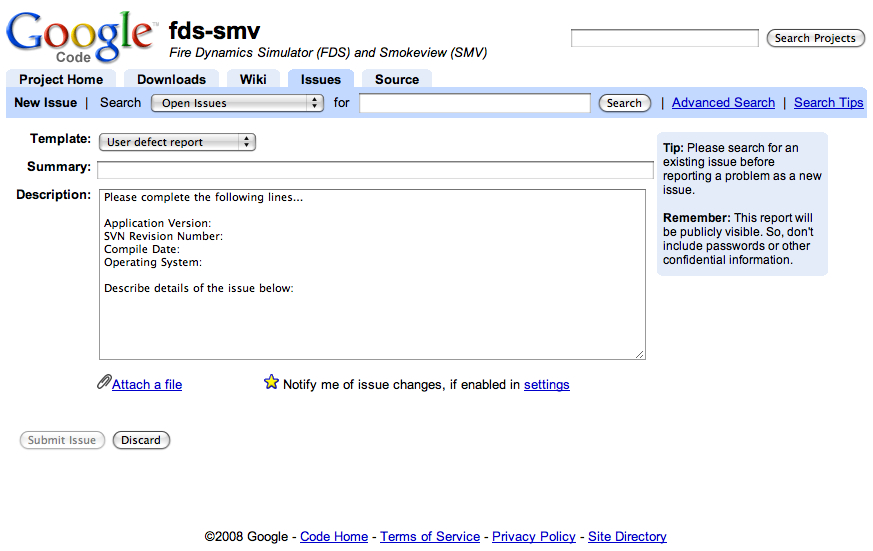 Google™
Code
fds-smv
Fire Dynamics Simulator (FDS) and Smokeview (SMV)
Search Projects
Project Home Downloads Wiki Issues Source
New Issue | Search Open Issues for Search | Advanced Search | Search Tips
Template: User defect report
Summary:
Description:
Please complete the following lines...
Application Version:
SVN Revision Number:
Compile Date:
Operating System:
Describe details of the issue below:
Tip: Please search for an
existing issue before
reporting a problem as a new
issue.
Remember: This report will
be publicly visible. So, don't
include passwords or other
confidential information.
Attach a file
Notify me of issue changes, if enabled in settings
Submit Issue Discard
©2008 Google - Code Home - Terms of Service - Privacy Policy - Site Directory